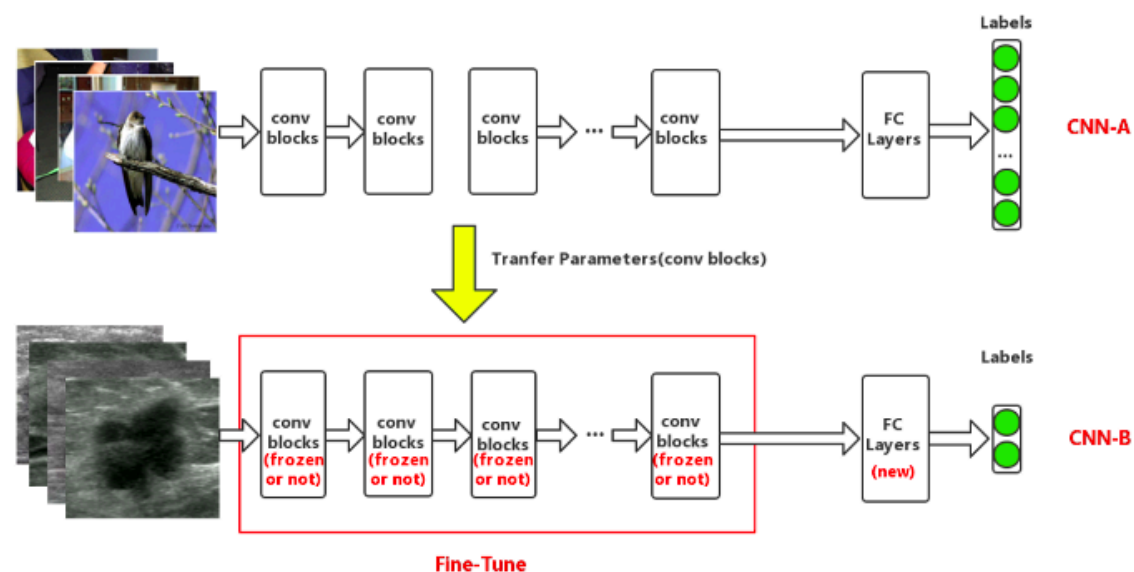 Labels
conv
blocks
conv
blocks
conv
blocks
...
conv
blocks
FC
Layers
...
CNN-A
Tranfer Parameters(conv blocks)
Labels
conv
blocks
(frozen
or not)
conv
blocks
(frozen
or not)
conv
blocks
(frozen
or not)
...
conv
blocks
(frozen
or not)
FC
Layers
(new)
CNN-B
Fine-Tune